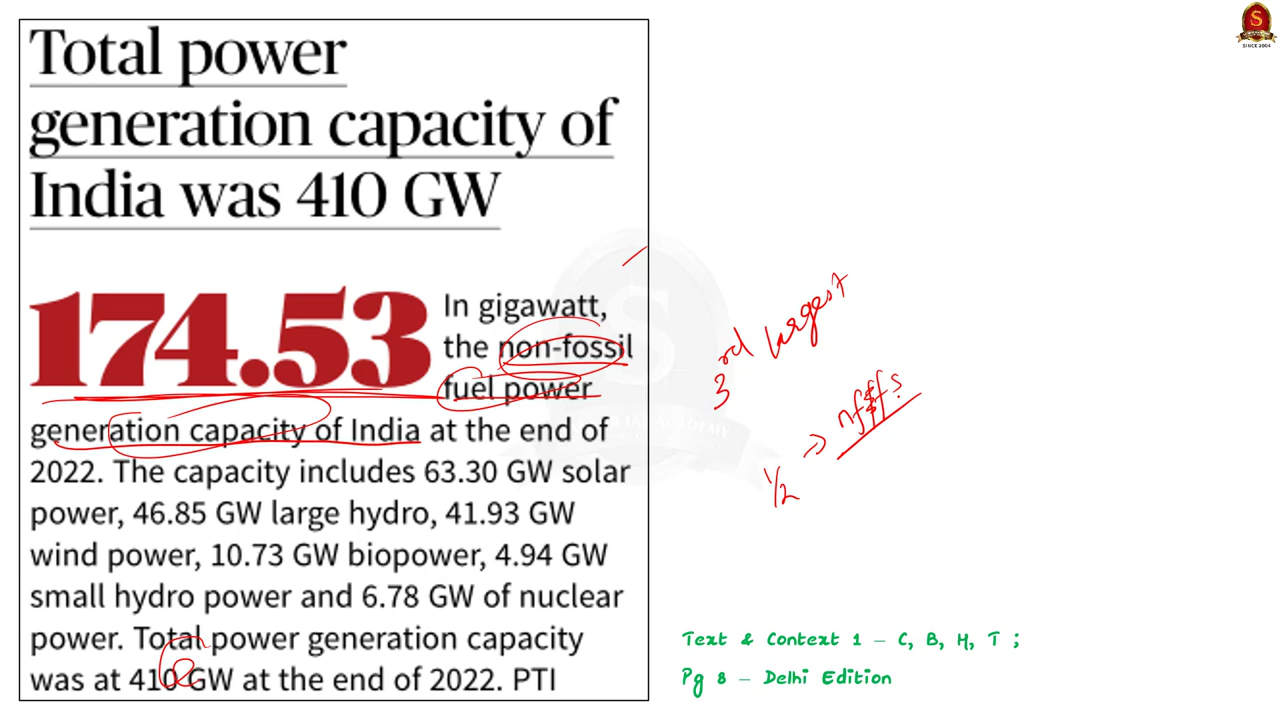 Total power
generation capacity of
India was 410 GW
174.53
In gigawatt,
the non-fossil
fuel power
generation capacity of India at the end of
2022. The capacity includes 63.30 GW solar
power, 46.85 GW large hydro, 41.93 GW
wind power, 10.73 GW biopower, 4.94 GW
small hydro power and 6.78 GW of nuclear
power. Total power generation capacity
was at 410 GW at the end of 2022. PTI
3rd largest
1/2 →
Text & Context 1 – C, B, H, T ;
Pg 8 – Delhi Edition
S
SINCE 2004